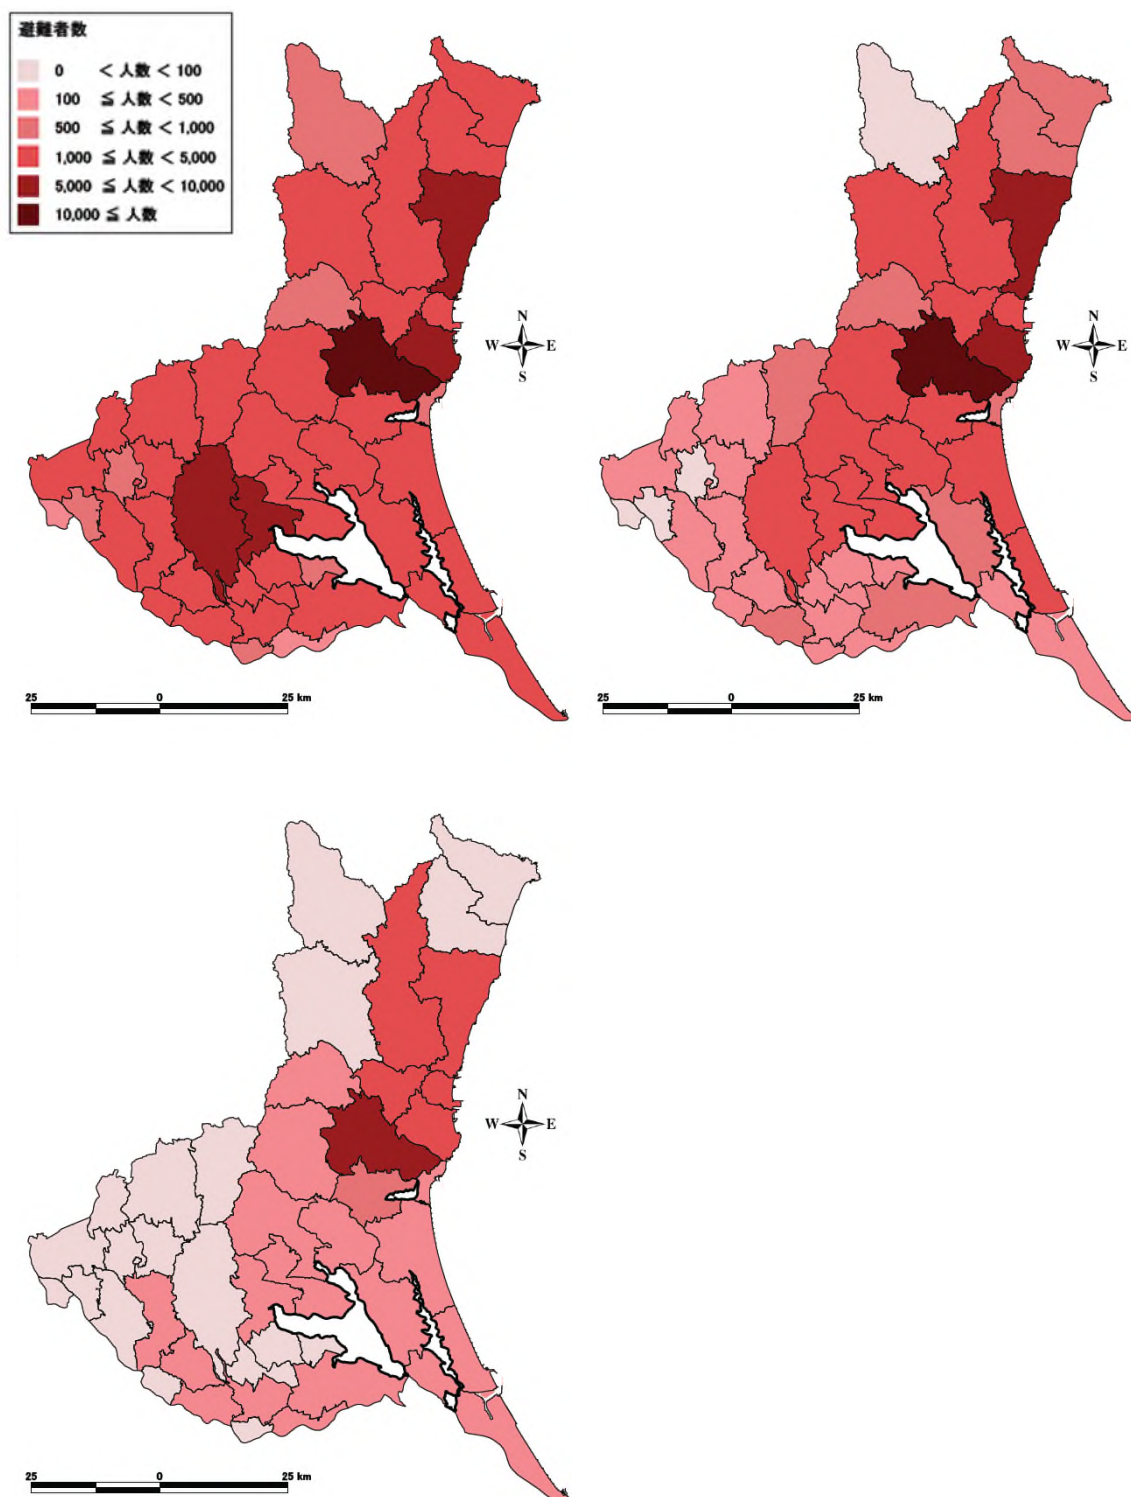 避難者数
0 < 人数 < 100
100 ≦ 人数 < 500
500 ≦ 人数 < 1,000
1,000 ≦ 人数 < 5,000
5,000 ≦ 人数 < 10,000
10,000 ≦ 人数
N
W E
S
25 0 25 km
N
W E
S
25 0 25 km
N
W E
S
25 0 25 km